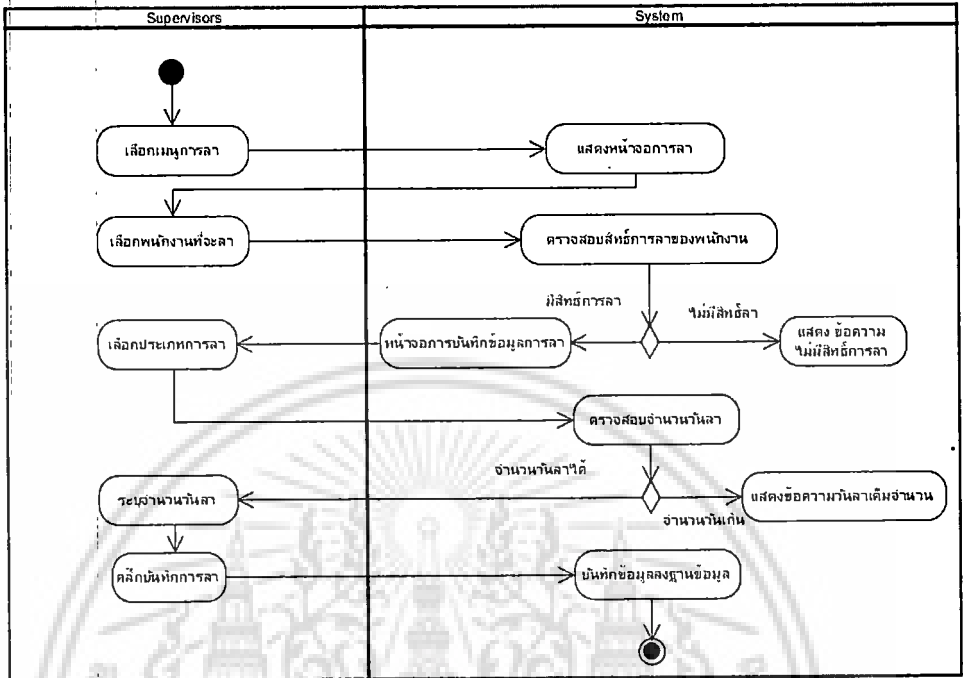 Supervisors
System
เลือกเมนูการลา
แสดงหน้าจอการลา
เลือกพนักงานที่จะลา
ตรวจสอบสิทธิ์การลาของพนักงาน
มีสิทธิ์การลา
ไม่มีสิทธิ์ลา
เลือกประเภทการลา
หน้าจอการบันทึกข้อมูลการลา
แสดง ข้อความ
ไม่มีสิทธิ์การลา
ตรวจสอบจำนวนวันลา
จำนวนวันลาได้
ระบุจำนวนวันลา
แสดงข้อความวันลาเต็มจำนวน
จำนวนวันเกิน
คลิ๊กบันทึกการลา
บันทึกข้อมูลลงฐานข้อมูล